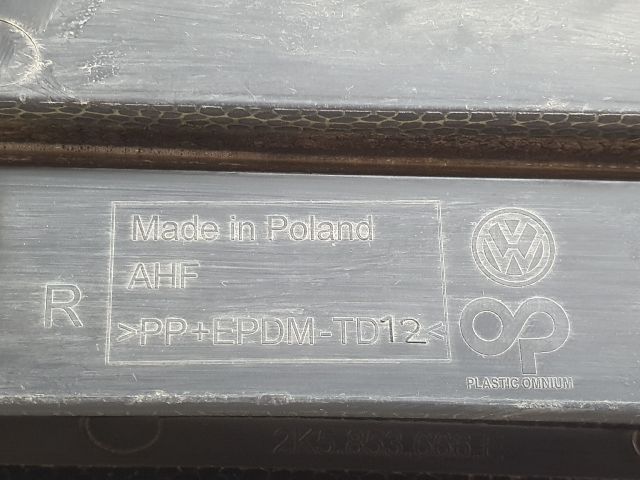 Made in Poland
AHF
R
>PP+EPDM-TD12<
PLASTIC OMNIUM